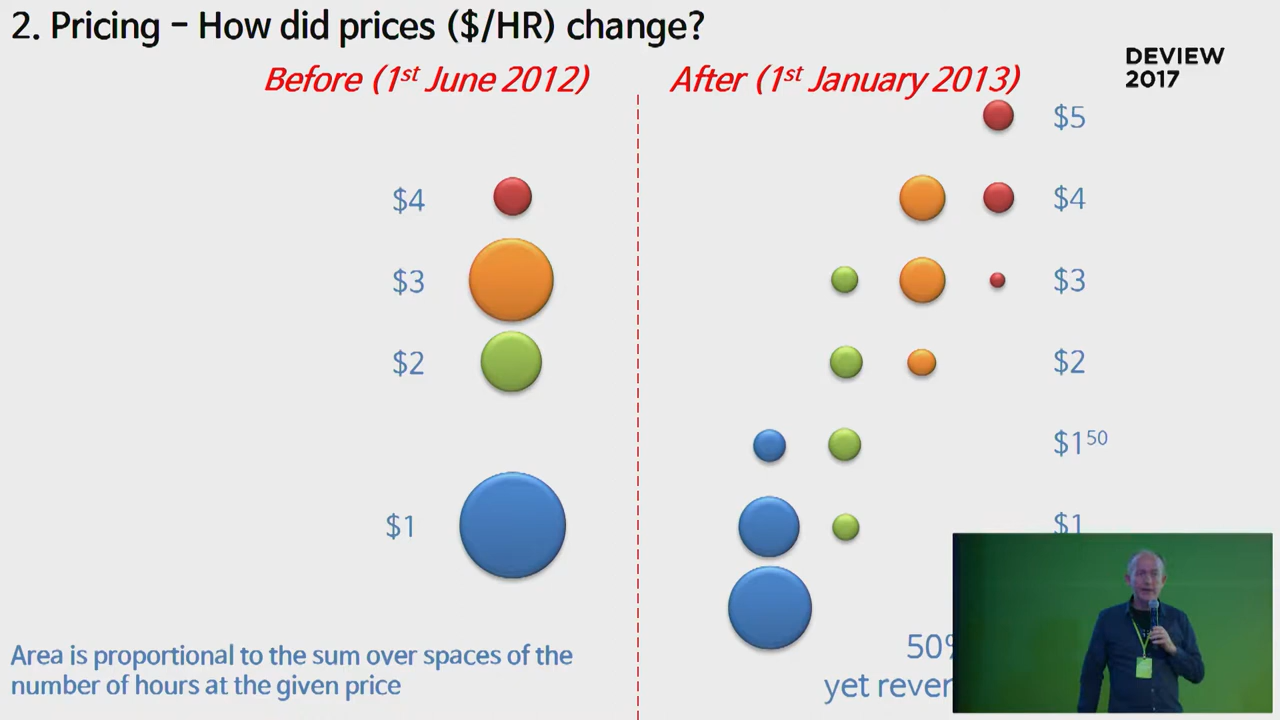 2. Pricing – How did prices ($/HR) change?
DEVIEW
2017
Before (1st June 2012)
After (1st January 2013)
$5
$4
$4
$3
$3
$2
$2
$1⁵⁰
$1
$1
Area is proportional to the sum over spaces of the
number of hours at the given price
50%
yet